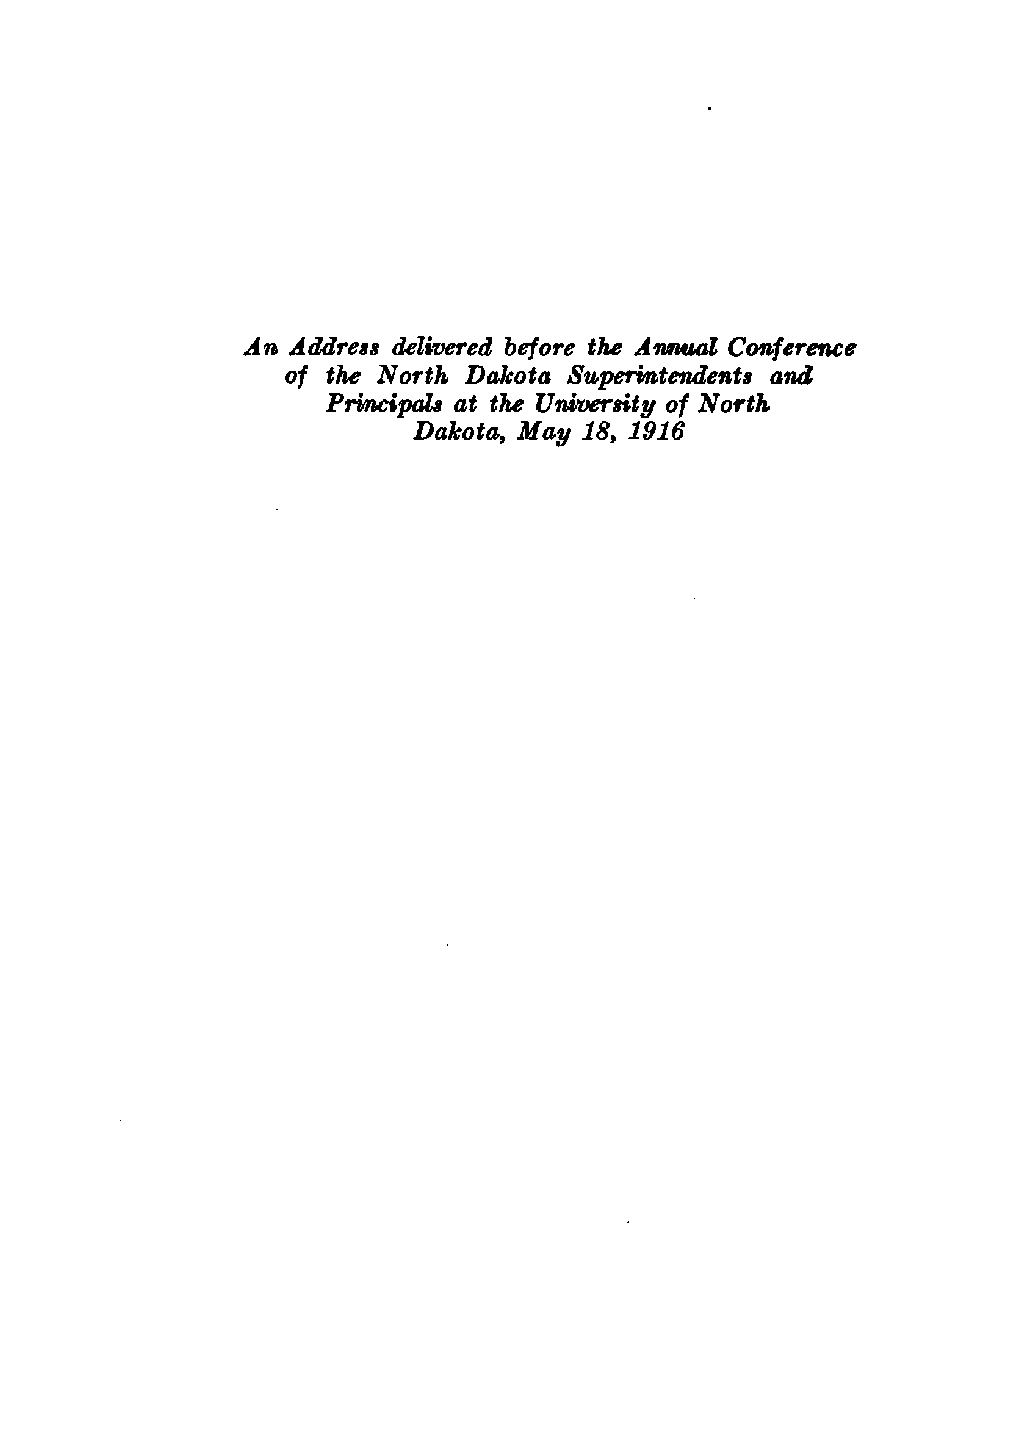 An Address delivered before the Annual Conference
of the North Dakota Superintendents and
Principals at the University of North
Dakota, May 18, 1916